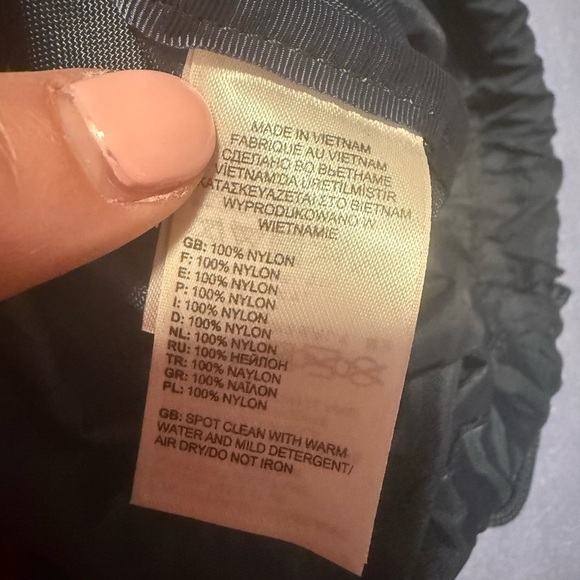 MADE IN VIETNAM
FABRIQUÉ AU VIETNAM
СДЕЛАНО ВО ВЬЕТНАМЕ
VIETNAM'DA ÜRETILMISTIR
ΚΑΤΑΣΚΕΥΑΖΕΤΑΙ ΣΤΟ ΒΙΕΤΝΑΜ
WYPRODUKOWANO W
WIETNAMIE
GB: 100% NYLON
F: 100% NYLON
E: 100% NYLON
P: 100% NYLON
I: 100% NYLON
D: 100% NYLON
NL: 100% NYLON
RU: 100% НЕЙЛОН
TR: 100% NAYLON
GR: 100% ΝΑΪΛΟΝ
PL: 100% NYLON
GB: SPOT CLEAN WITH WARM
WATER AND MILD DETERGENT/
AIR DRY/DO NOT IRON